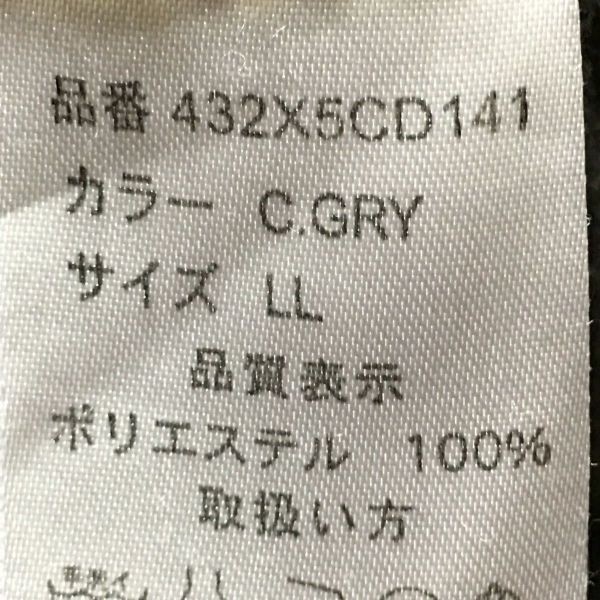 品番 432X5CD141
カラー C.GRY
サイズ LL
品質表示
ポリエステル 100%
取扱い方